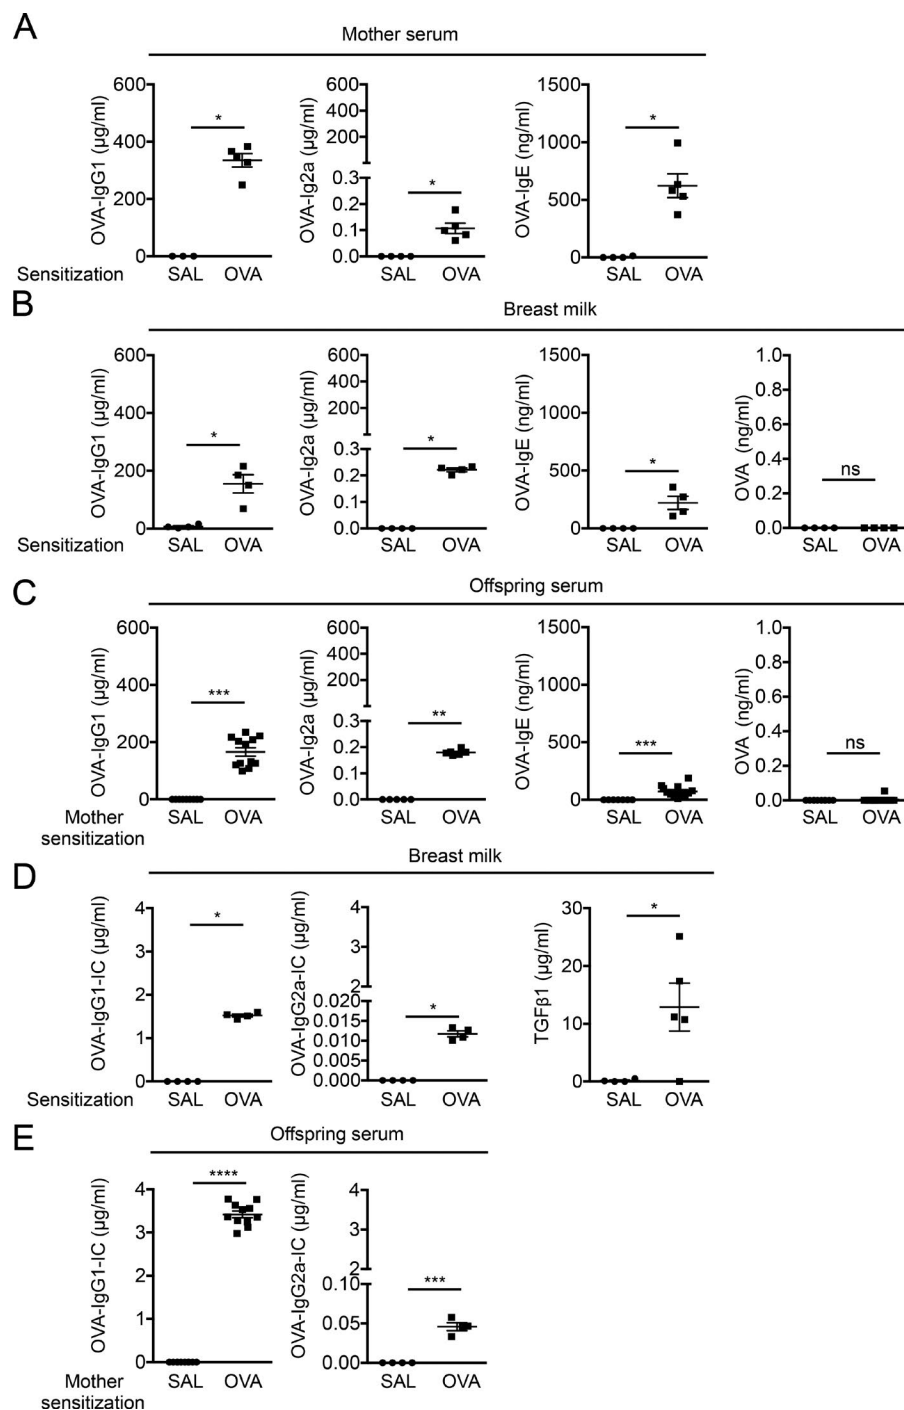 A
Mother serum
OVA-IgG1 (µg/ml)
600
400
200
0
*
OVA-Ig2a (µg/ml)
600
400
200
0.3
0.2
0.1
0.0
*
OVA-IgE (ng/ml)
1500
1000
500
0
*
Sensitization SAL OVA SAL OVA SAL OVA
B
Breast milk
OVA-IgG1 (µg/ml)
600
400
200
0
*
OVA-Ig2a (µg/ml)
600
400
200
0.3
0.2
0.1
0.0
*
OVA-IgE (ng/ml)
1500
1000
500
0
*
OVA (ng/ml)
1.0
0.8
0.6
0.4
0.2
0.0
ns
Sensitization SAL OVA SAL OVA SAL OVA SAL OVA
C
Offspring serum
OVA-IgG1 (µg/ml)
600
400
200
0
***
OVA-Ig2a (µg/ml)
600
400
200
0.3
0.2
0.1
0.0
**
OVA-IgE (ng/ml)
1500
1000
500
0
***
OVA (ng/ml)
1.0
0.8
0.6
0.4
0.2
0.0
ns
Mother SAL OVA SAL OVA SAL OVA SAL OVA
sensitization
D
Breast milk
OVA-IgG1-IC (µg/ml)
4
3
2
1
0
*
OVA-IgG2a-IC (µg/ml)
4
3
2
0.020
0.015
0.010
0.005
0.000
*
TGFβ1 (µg/ml)
30
20
10
0
*
Sensitization SAL OVA SAL OVA SAL OVA
E
Offspring serum
OVA-IgG1-IC (µg/ml)
4
3
2
1
0
****
OVA-IgG2a-IC (µg/ml)
4
3
2
0.10
0.05
0.00
***
Mother SAL OVA SAL OVA
sensitization